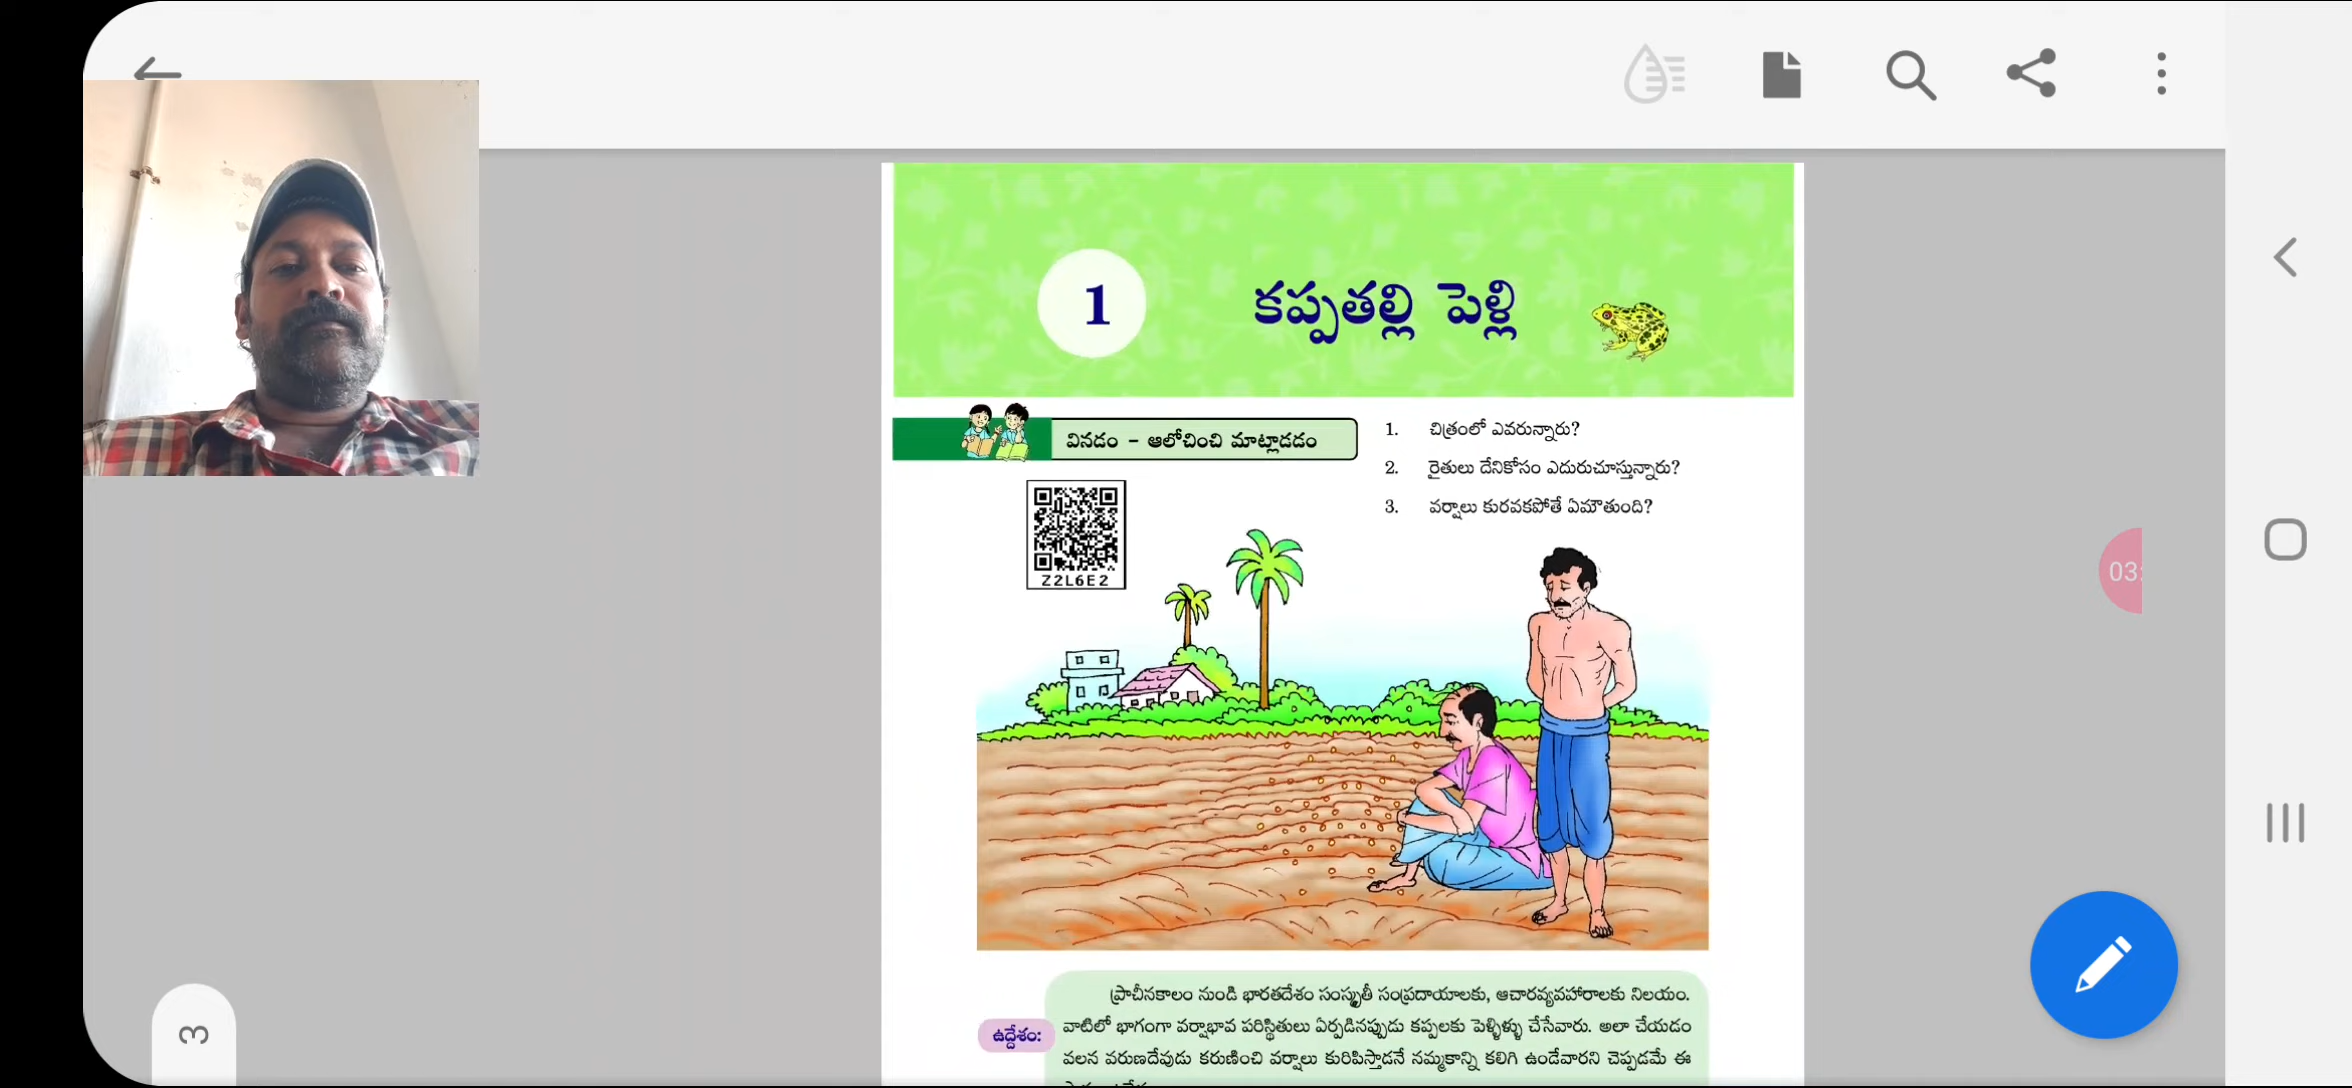 1 కప్పతల్లి పెళ్లి
వినడం - ఆలోచించి మాట్లాడడం
1. చిత్రంలో ఎవరున్నారు?
2. రైతులు దేనికోసం ఎదురుచూస్తున్నారు?
3. వర్షాలు కురవకపోతే ఏమౌతుంది?
Z2L6E2
03:
ఉద్దేశం:
ప్రాచీనకాలం నుండి భారతదేశం సంస్కృతీ సంప్రదాయాలకు, ఆచారవ్యవహారాలకు నిలయం.
వాటిలో భాగంగా వర్షాభావ పరిస్థితులు ఏర్పడినప్పుడు కప్పలకు పెళ్ళిళ్ళు చేసేవారు. అలా చేయడం
వలన వరుణదేవుడు కరుణించి వర్షాలు కురిపిస్తాడనే నమ్మకాన్ని కలిగి ఉండేవారని చెప్పడమే ఈ
3